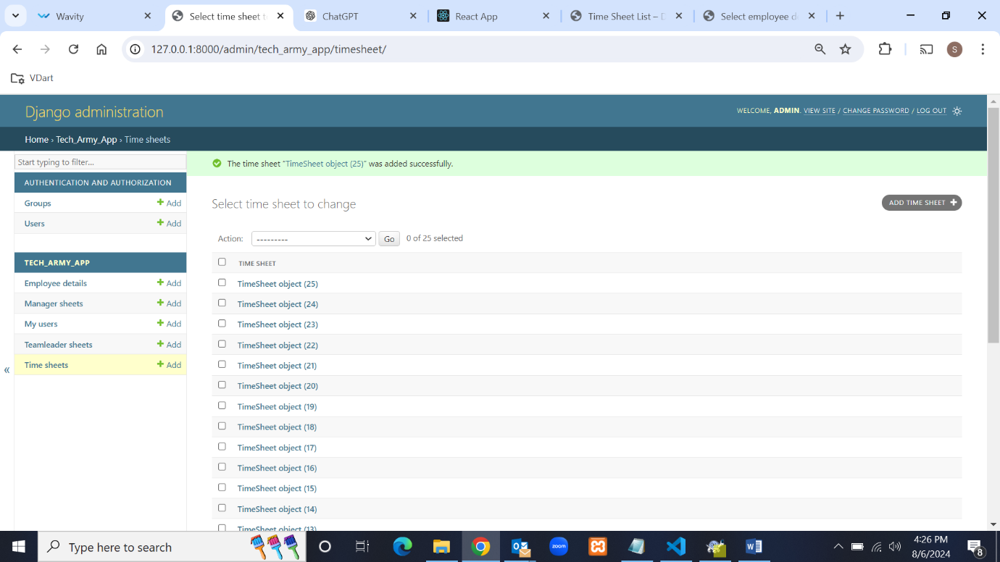 Wavity
Select time sheet t
ChatGPT
React App
Time Sheet List – D
Select employee d
127.0.0.1:8000/admin/tech_army_app/timesheet/
S
VDart
Django administration
WELCOME, ADMIN. VIEW SITE / CHANGE PASSWORD / LOG OUT
Home › Tech_Army_App › Time sheets
Start typing to filter...
The time sheet “TimeSheet object (25)” was added successfully.
AUTHENTICATION AND AUTHORIZATION
Groups + Add
Users + Add
Select time sheet to change
ADD TIME SHEET +
Action: --------- Go 0 of 25 selected
TECH_ARMY_APP
Employee details + Add
Manager sheets + Add
My users + Add
Teamleader sheets + Add
Time sheets + Add
«
TIME SHEET
TimeSheet object (25)
TimeSheet object (24)
TimeSheet object (23)
TimeSheet object (22)
TimeSheet object (21)
TimeSheet object (20)
TimeSheet object (19)
TimeSheet object (18)
TimeSheet object (17)
TimeSheet object (16)
TimeSheet object (15)
TimeSheet object (14)
TimeSheet object (13)
Type here to search
zoom
4:26 PM
8/6/2024
8